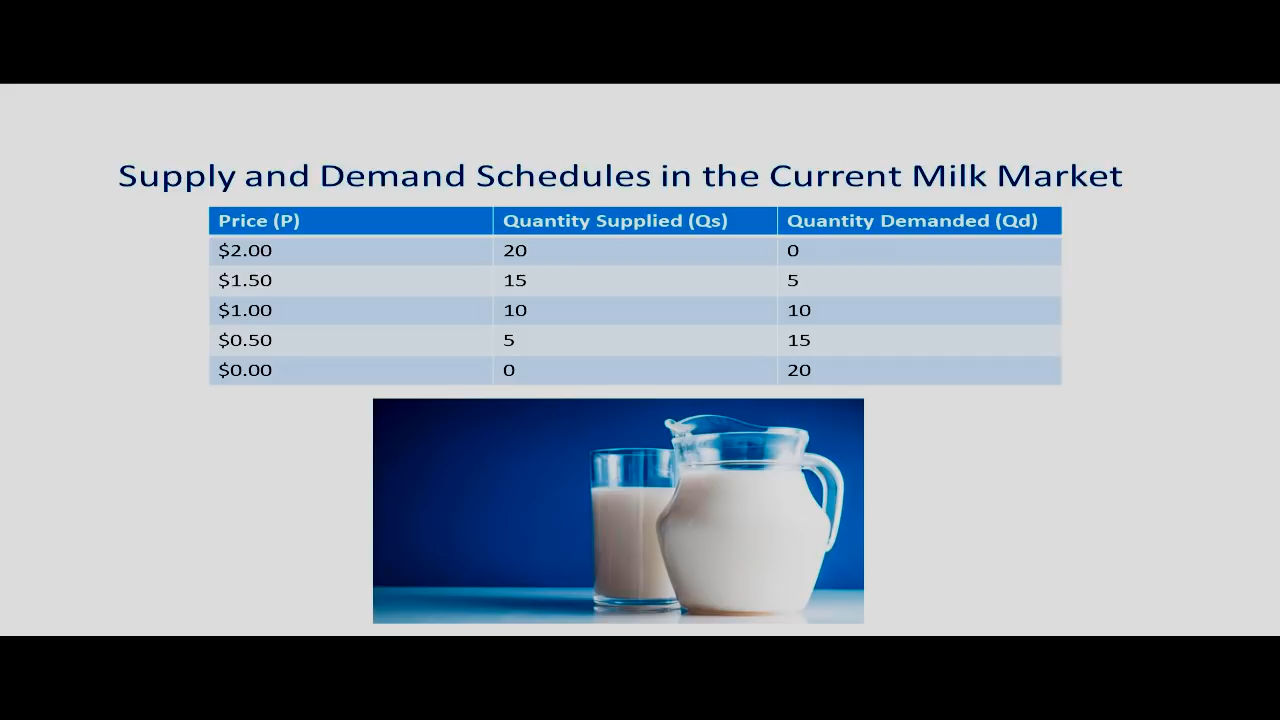 Supply and Demand Schedules in the Current Milk Market
Price (P) Quantity Supplied (Qs) Quantity Demanded (Qd)
$2.00 20 0
$1.50 15 5
$1.00 10 10
$0.50 5 15
$0.00 0 20